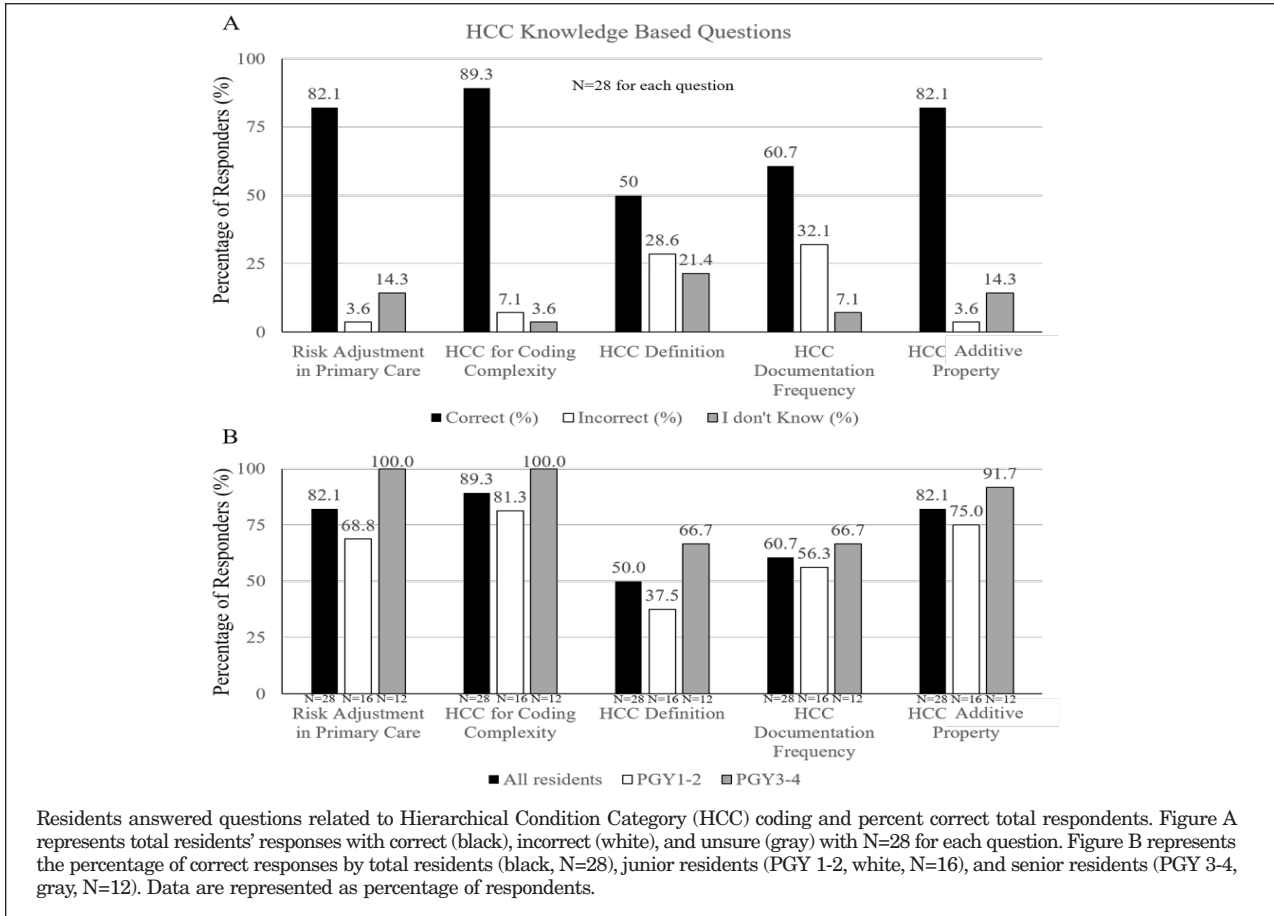 A
HCC Knowledge Based Questions
N=28 for each question
Percentage of Responders (%)
100
75
50
25
0
82.1
3.6
14.3
89.3
7.1
3.6
50
28.6
21.4
60.7
32.1
7.1
82.1
3.6
14.3
Risk Adjustment
in Primary Care
HCC for Coding
Complexity
HCC Definition
HCC
Documentation
Frequency
HCC Additive
Property
Correct (%) Incorrect (%) I don't Know (%)
B
Percentage of Responders (%)
100
75
50
25
0
82.1
68.8
100.0
89.3
81.3
100.0
50.0
37.5
66.7
60.7
56.3
66.7
82.1
75.0
91.7
N=28 N=16 N=12
N=28 N=16 N=12
N=28 N=16 N=12
N=28 N=16 N=12
N=28 N=16 N=12
Risk Adjustment
in Primary Care
HCC for Coding
Complexity
HCC Definition
HCC
Documentation
Frequency
HCC Additive
Property
All residents PGY1-2 PGY3-4
Residents answered questions related to Hierarchical Condition Category (HCC) coding and percent correct total respondents. Figure A
represents total residents' responses with correct (black), incorrect (white), and unsure (gray) with N=28 for each question. Figure B represents
the percentage of correct responses by total residents (black, N=28), junior residents (PGY 1-2, white, N=16), and senior residents (PGY 3-4,
gray, N=12). Data are represented as percentage of respondents.